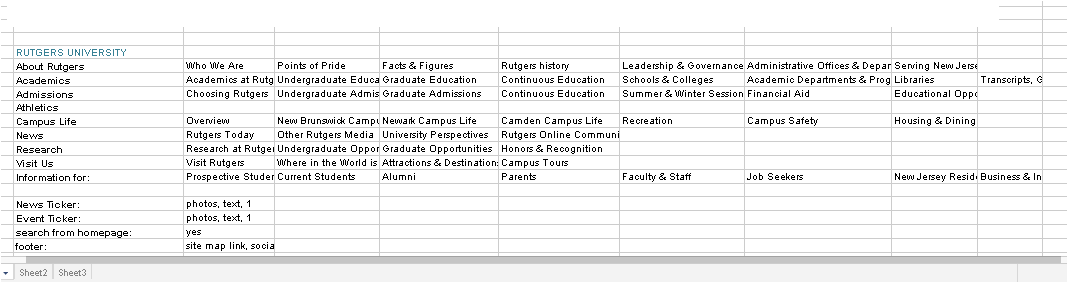 RUTGERS UNIVERSITY
About Rutgers Who We Are Points of Pride Facts & Figures Rutgers history Leadership & Governance Administrative Offices & Depar Serving New Jerse
Academics Academics at Rutg Undergraduate Educa Graduate Education Continuous Education Schools & Colleges Academic Departments & Prog Libraries Transcripts, G
Admissions Choosing Rutgers Undergraduate Admis Graduate Admissions Continuous Education Summer & Winter Session Financial Aid Educational Oppo
Athletics
Campus Life Overview New Brunswick Campu Newark Campus Life Camden Campus Life Recreation Campus Safety Housing & Dining
News Rutgers Today Other Rutgers Media University Perspectives Rutgers Online Communi
Research Research at Rutger Undergraduate Oppor Graduate Opportunities Honors & Recognition
Visit Us Visit Rutgers Where in the World is Attractions & Destinations Campus Tours
Information for: Prospective Studen Current Students Alumni Parents Faculty & Staff Job Seekers New Jersey Reside Business & In
News Ticker: photos, text, 1
Event Ticker: photos, text, 1
search from homepage: yes
footer: site map link, socia
Sheet2 Sheet3